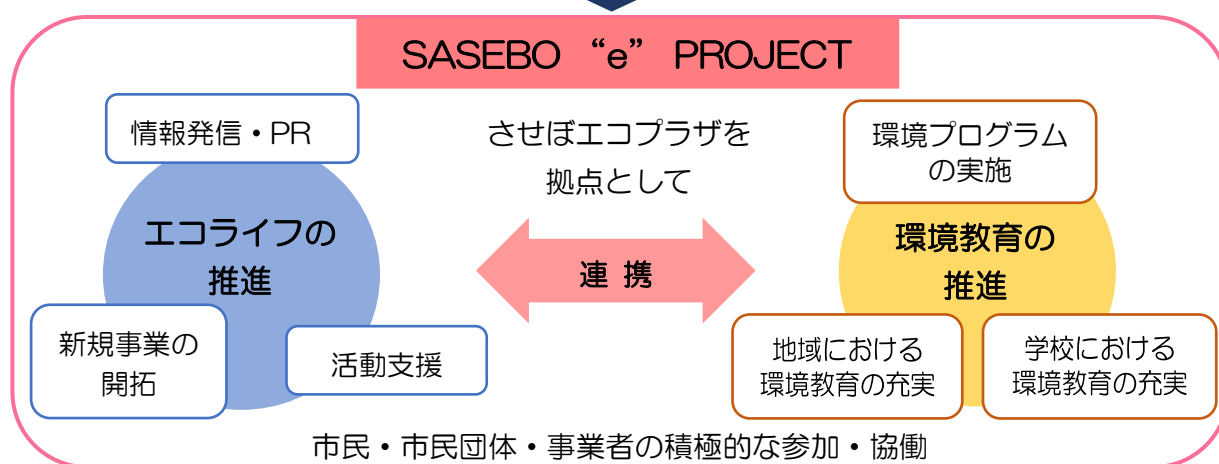 SASEBO “e” PROJECT
情報発信・PR
エコライフの
推進
新規事業の
開拓
活動支援
させぼエコプラザを
拠点として
連 携
環境プログラム
の実施
環境教育の
推進
地域における
環境教育の充実
学校における
環境教育の充実
市民・市民団体・事業者の積極的な参加・協働